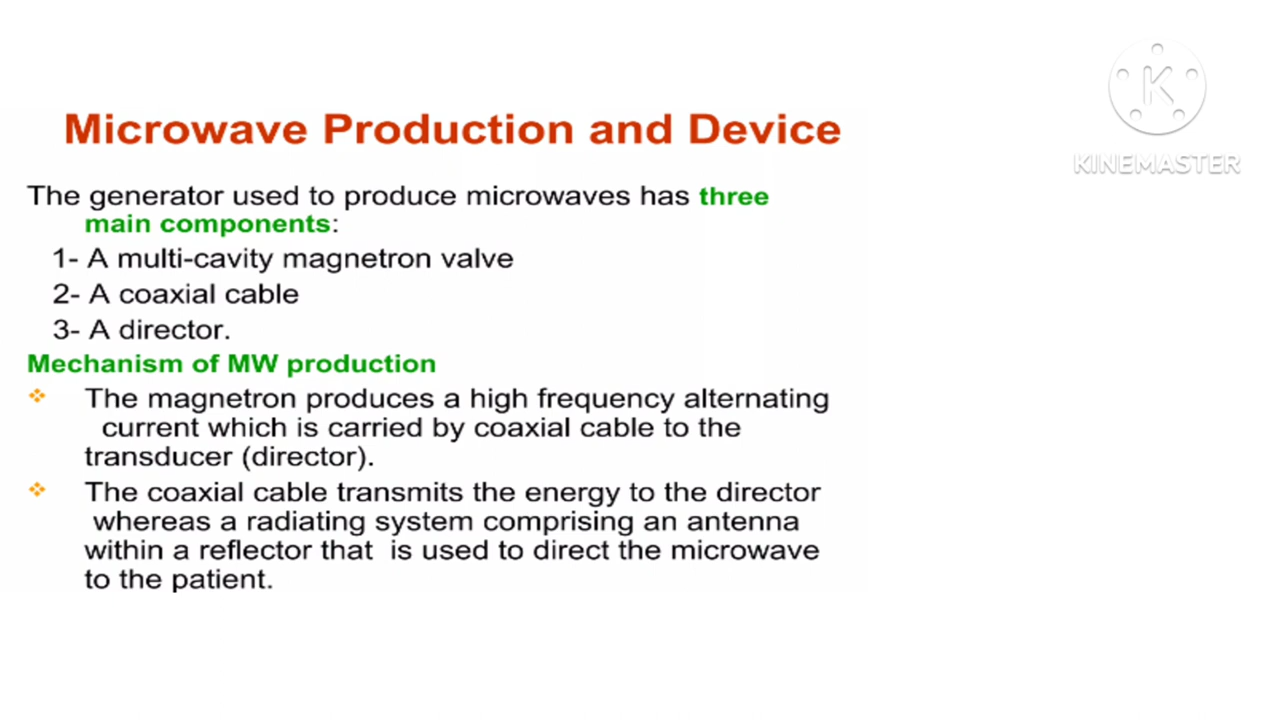 Microwave Production and Device
The generator used to produce microwaves has three
main components:
1- A multi-cavity magnetron valve
2- A coaxial cable
3- A director.
Mechanism of MW production
The magnetron produces a high frequency alternating
current which is carried by coaxial cable to the
transducer (director).
The coaxial cable transmits the energy to the director
whereas a radiating system comprising an antenna
within a reflector that is used to direct the microwave
to the patient.
K
KINEMASTER